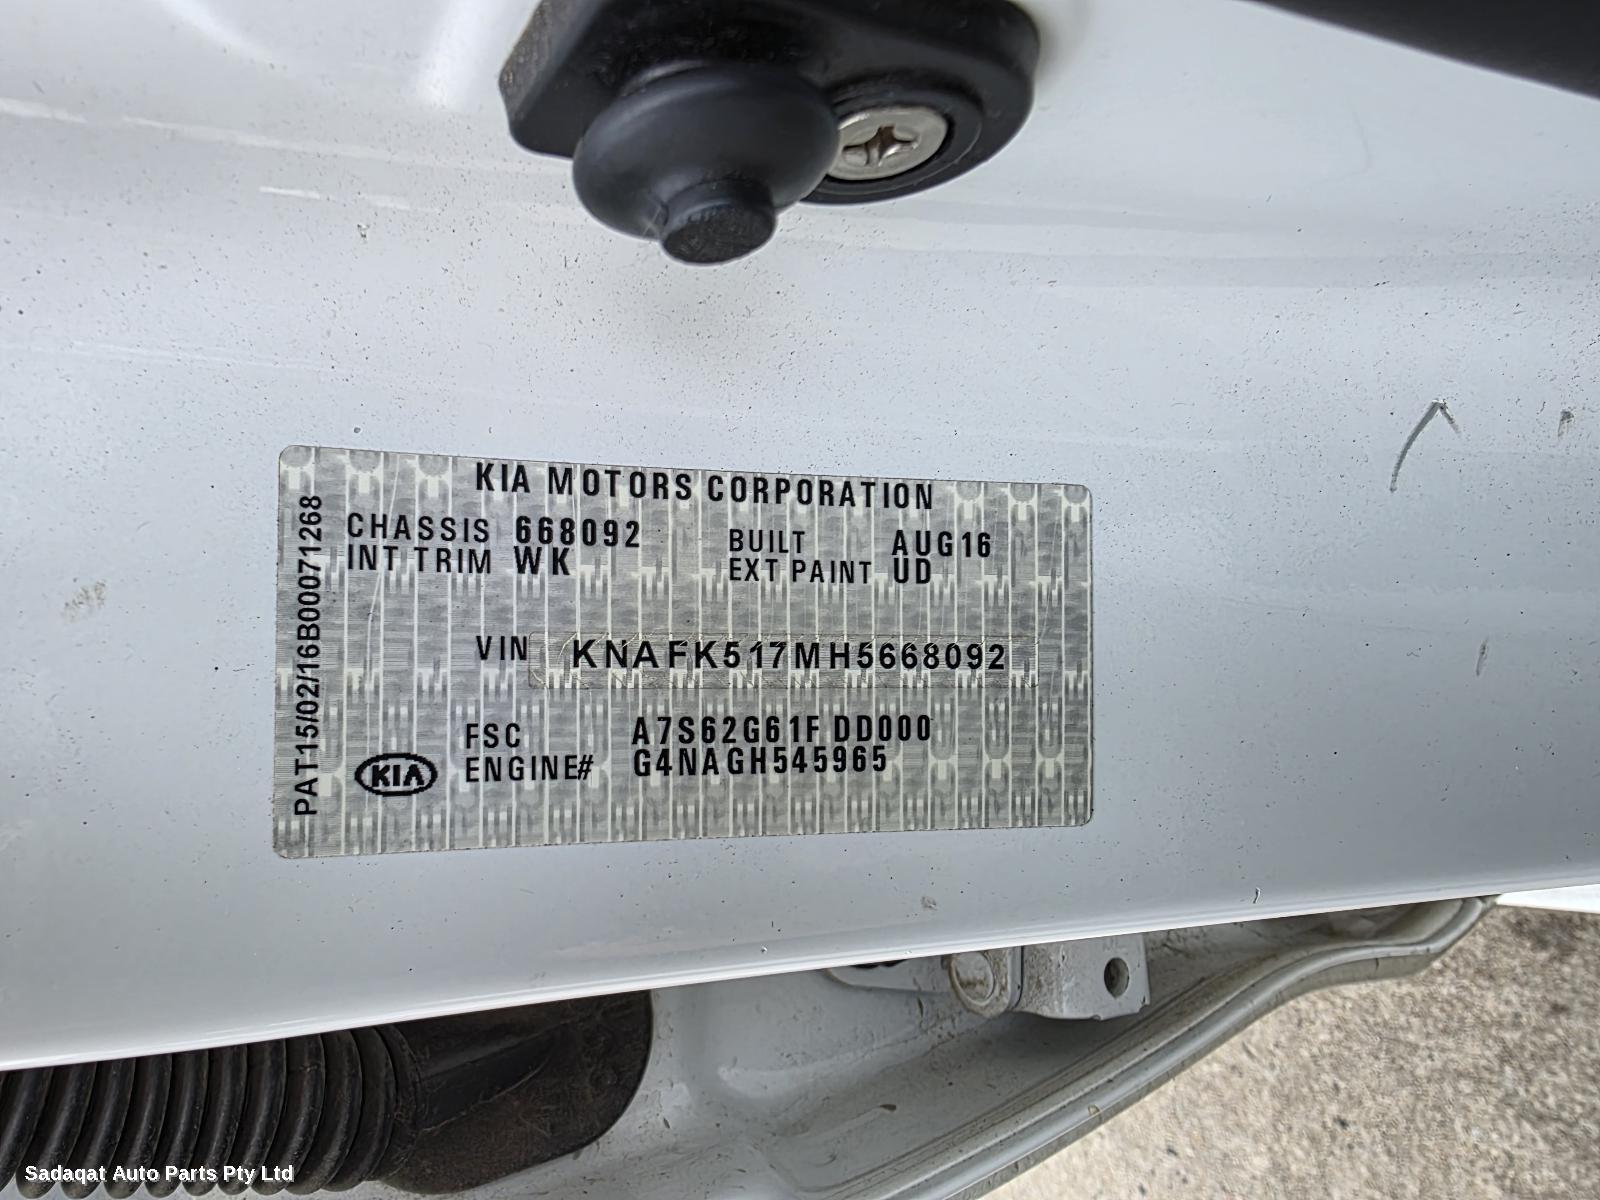 KIA MOTORS CORPORATION
CHASSIS 668092 BUILT AUG16
INT TRIM WK EXT PAINT UD
VIN KNAFK517MH5668092
FSC A7S62G61F DD000
ENGINE# G4NAGH545965
KIA
PAT15/02/16B00071268
Sadaqat Auto Parts Pty Ltd